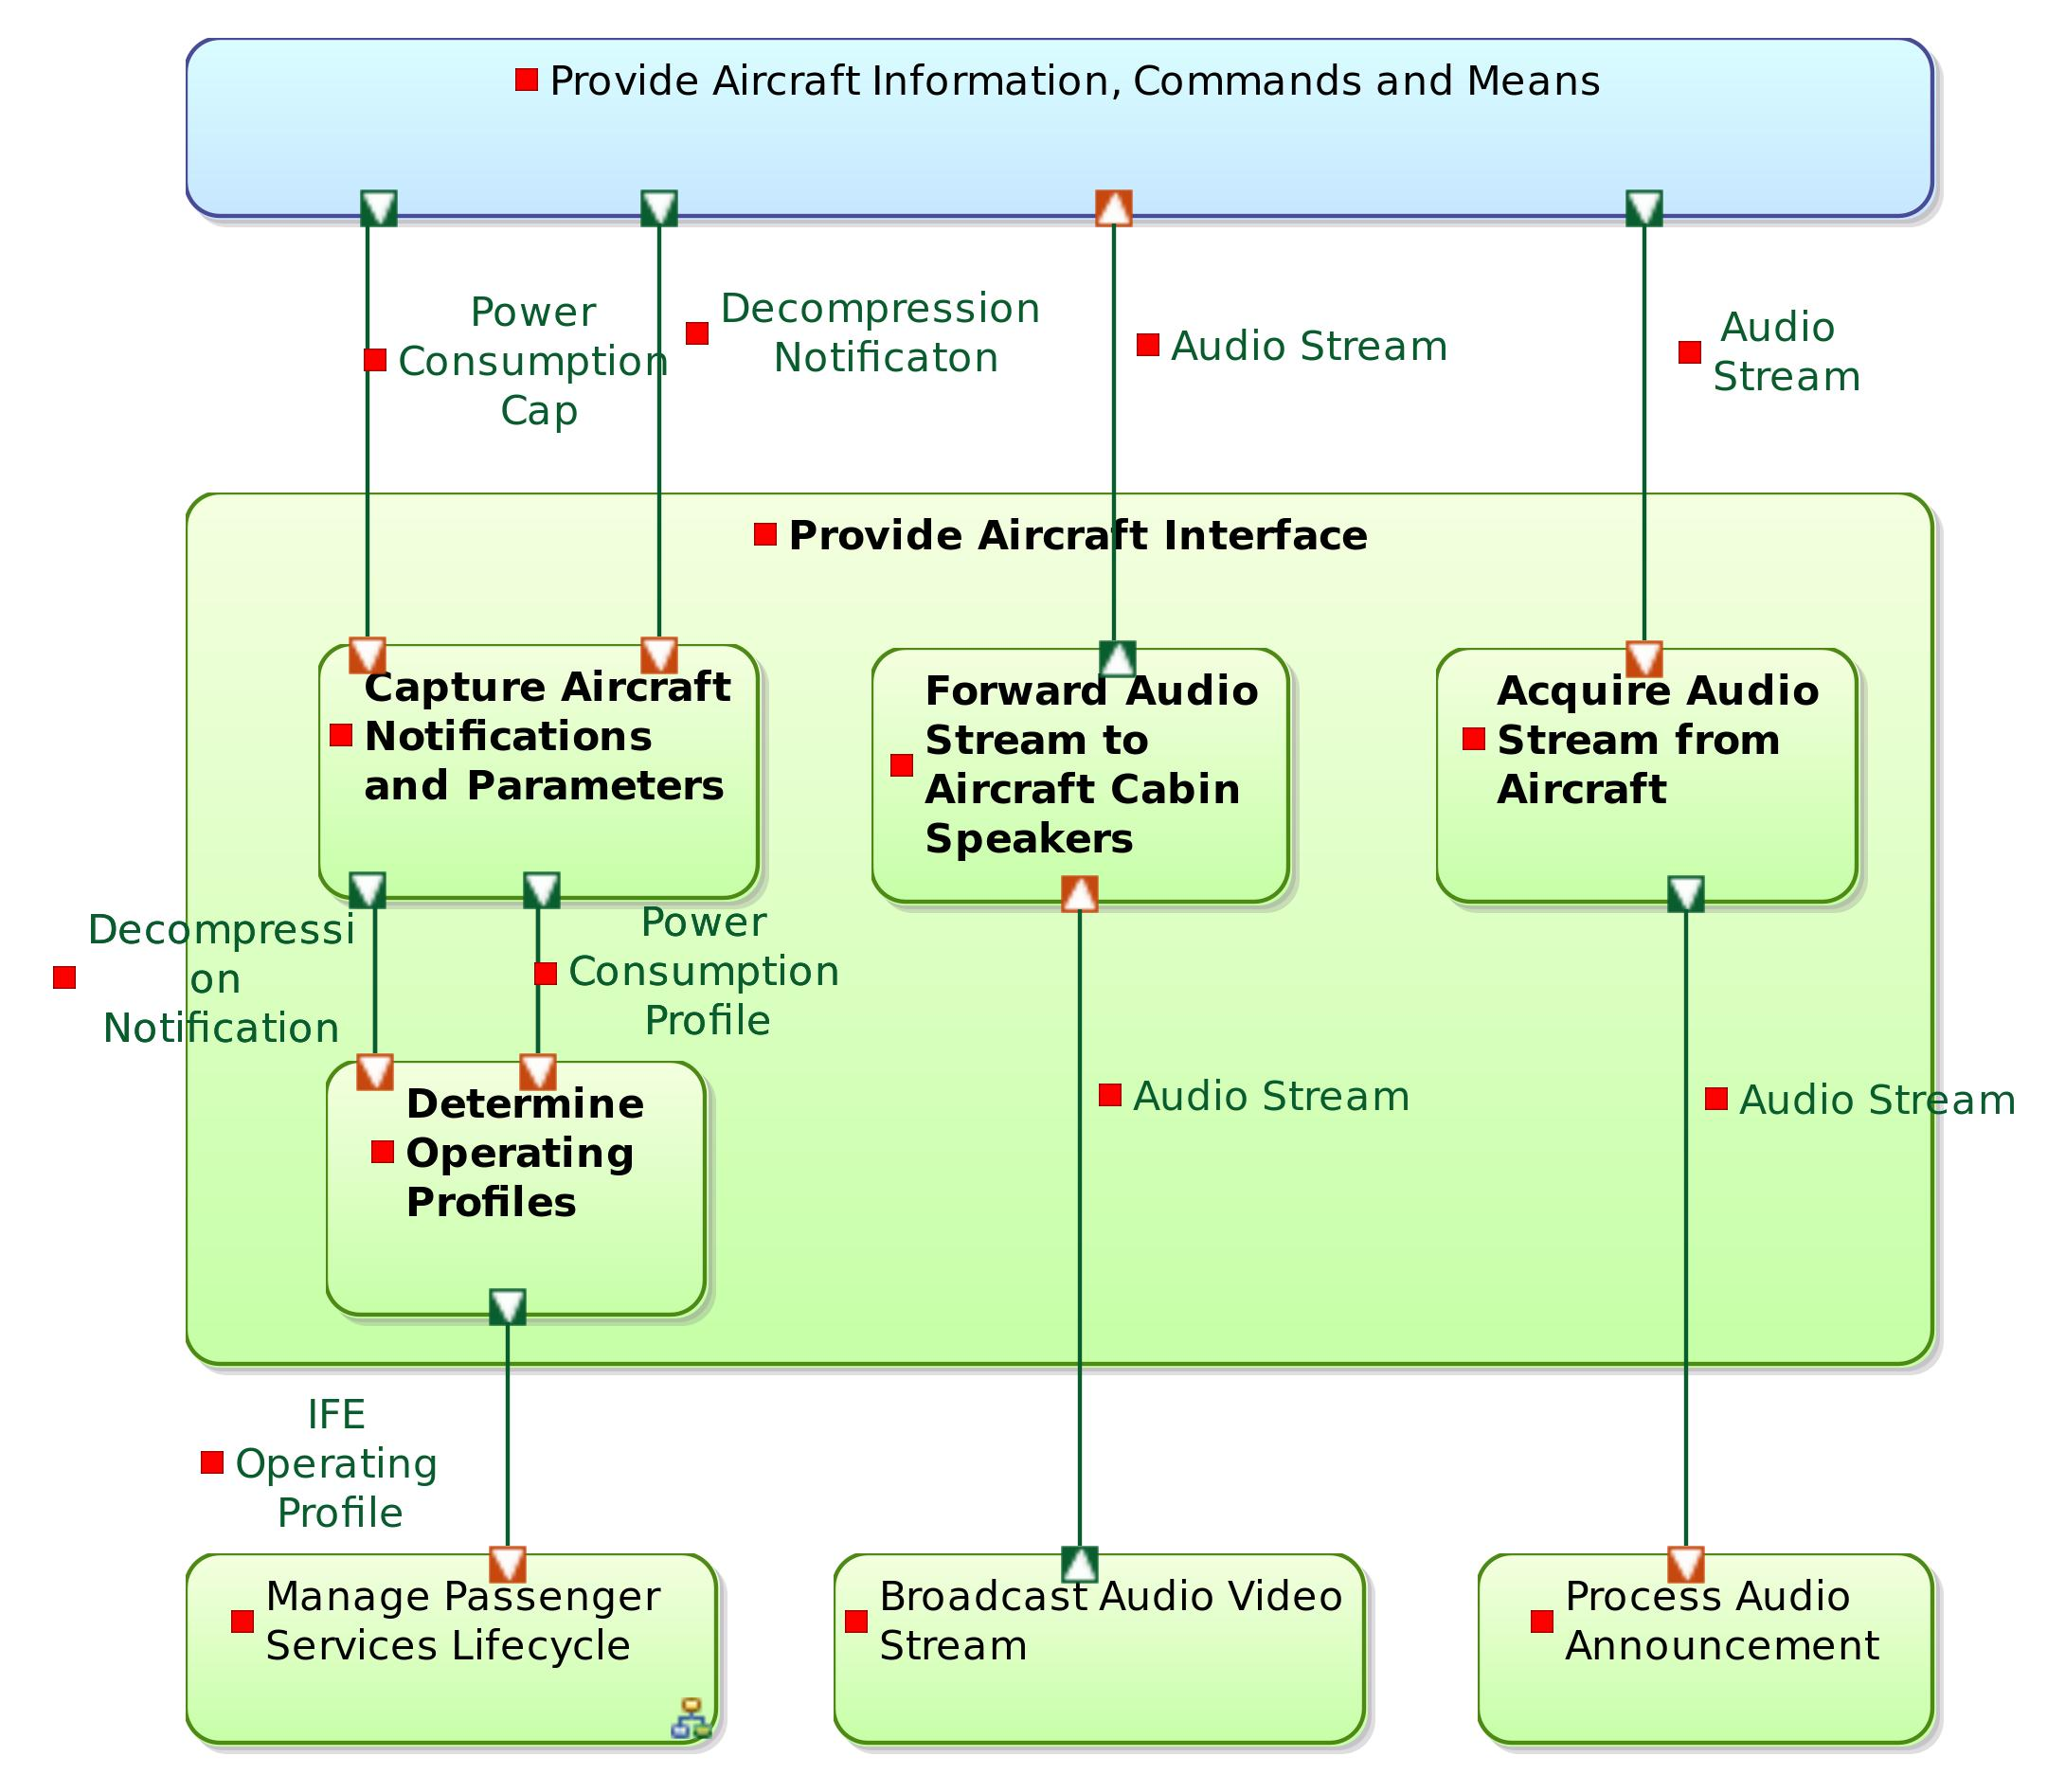 Provide Aircraft Information, Commands and Means
Power
Consumption
Cap
Decompression
Notificaton
Audio Stream
Audio
Stream
Provide Aircraft Interface
Capture Aircraft
Notifications
and Parameters
Forward Audio
Stream to
Aircraft Cabin
Speakers
Acquire Audio
Stream from
Aircraft
Decompressi
on
Notification
Power
Consumption
Profile
Determine
Operating
Profiles
Audio Stream
Audio Stream
IFE
Operating
Profile
Manage Passenger
Services Lifecycle
Broadcast Audio Video
Stream
Process Audio
Announcement